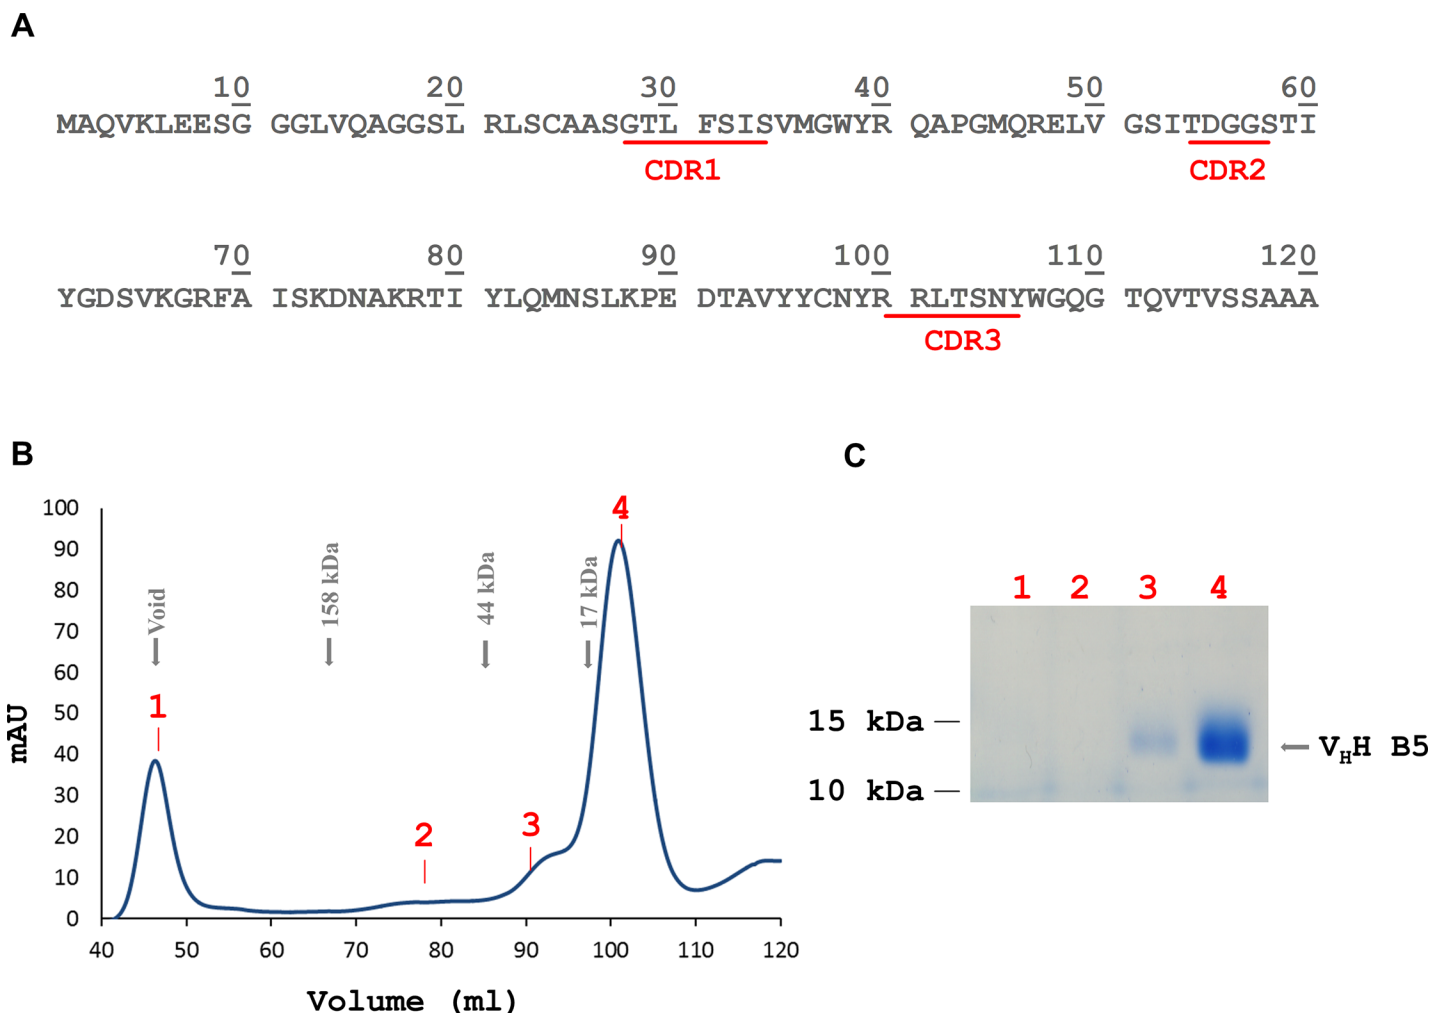 A
10 20 30 40 50 60
MAQVKLEESG GGLVQAGGSL RLSCAASGTL FSISVMGWYR QAPGMQRELV GSITDGGSTI
CDR1 CDR2
70 80 90 100 110 120
YGDSVKGRFA ISKDNAKRTI YLQMNSLKPE DTAVYYCNYR RLTSNYWGQG TQVTVSSAAA
CDR3
B
100
90
80
70
60
50
40
30
20
10
0
mAU
Void
158 kDa
44 kDa
17 kDa
1
2
3
4
40 50 60 70 80 90 100 110 120
Volume (ml)
C
1 2 3 4
15 kDa
10 kDa
VHH B5